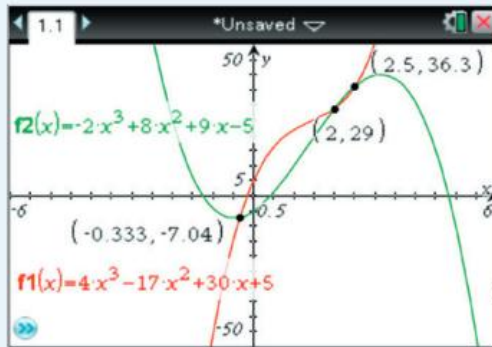 1.1 *Unsaved
50 y
(2.5, 36.3)
f2(x)=-2·x³+8·x²+9·x-5
(2,29)
5
x
-6 0.5 6
(-0.333, -7.04)
f1(x)=4·x³-17·x²+30·x+5
-50